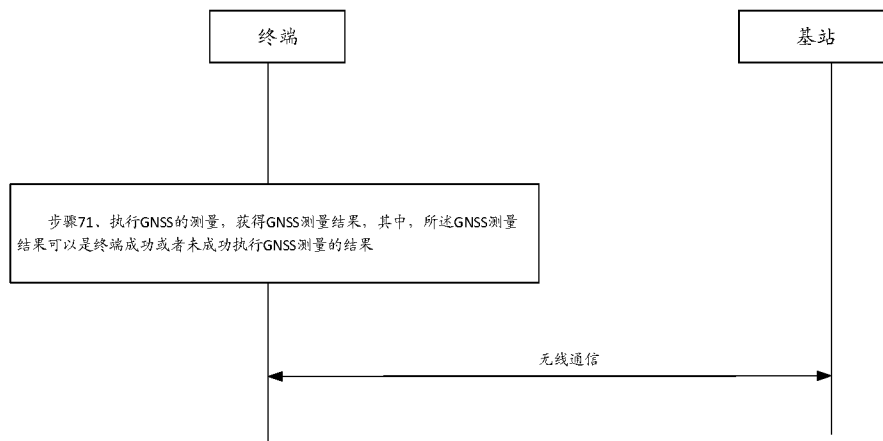 终端
基站
步骤71、执行GNSS的测量，获得GNSS测量结果，其中，所述GNSS测量
结果可以是终端成功或者未成功执行GNSS测量的结果
无线通信